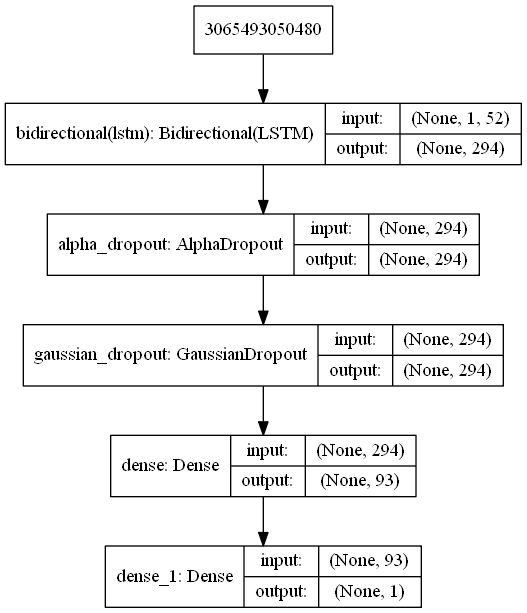 3065493050480
bidirectional(lstm): Bidirectional(LSTM)
input: (None, 1, 52)
output: (None, 294)
alpha_dropout: AlphaDropout
input: (None, 294)
output: (None, 294)
gaussian_dropout: GaussianDropout
input: (None, 294)
output: (None, 294)
dense: Dense
input: (None, 294)
output: (None, 93)
dense_1: Dense
input: (None, 93)
output: (None, 1)